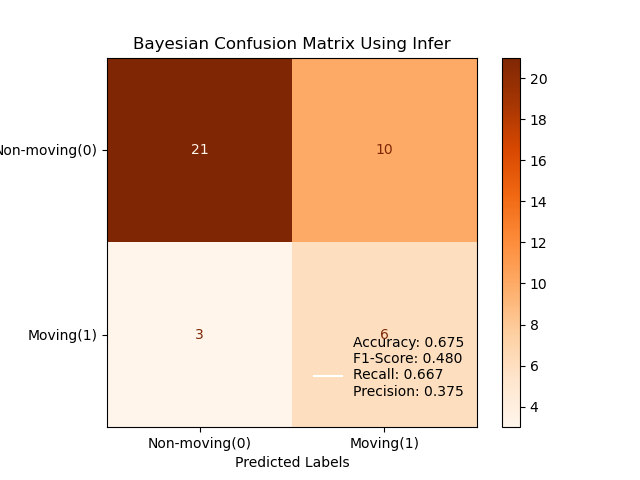 Bayesian Confusion Matrix Using Infer
Non-moving(0)
21
10
Moving(1)
3
6
Accuracy: 0.675
F1-Score: 0.480
Recall: 0.667
Precision: 0.375
Non-moving(0)
Moving(1)
Predicted Labels
20
18
16
14
12
10
8
6
4